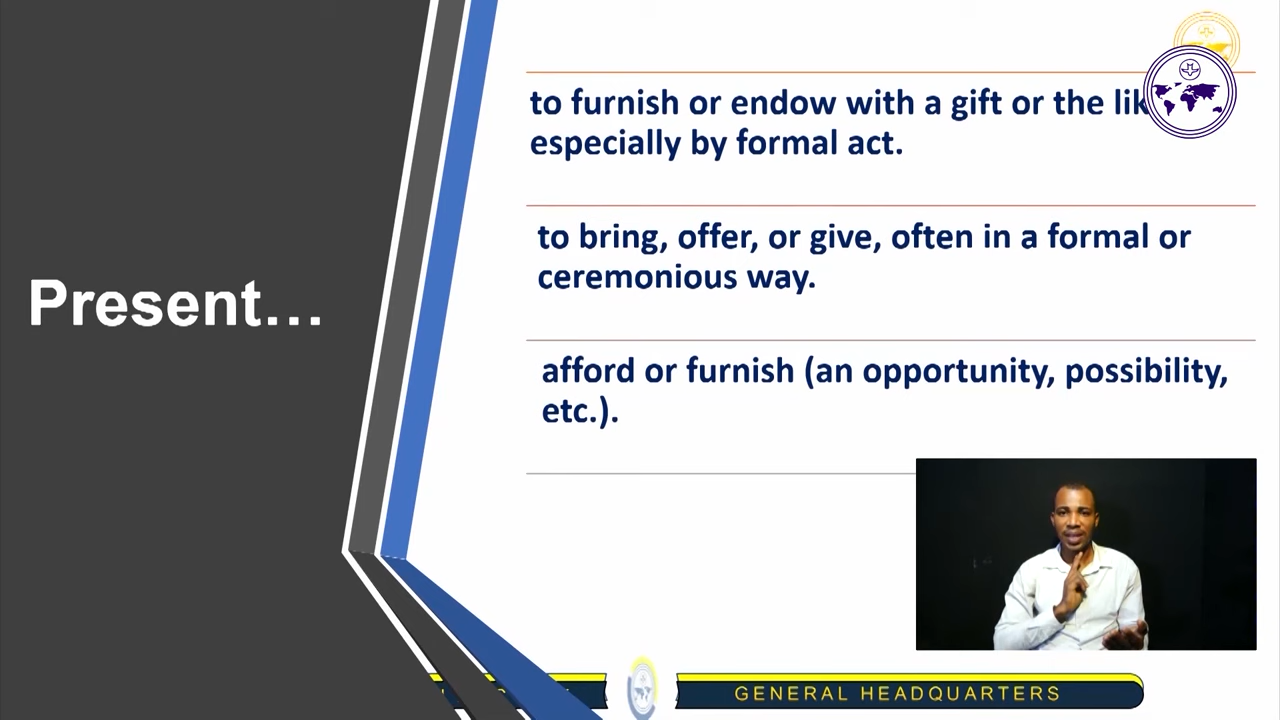 Present...
to furnish or endow with a gift or the
especially by formal act.
to bring, offer, or give, often in a formal or
ceremonious way.
afford or furnish (an opportunity, possibility,
etc.).
GENERAL HEADQUARTERS